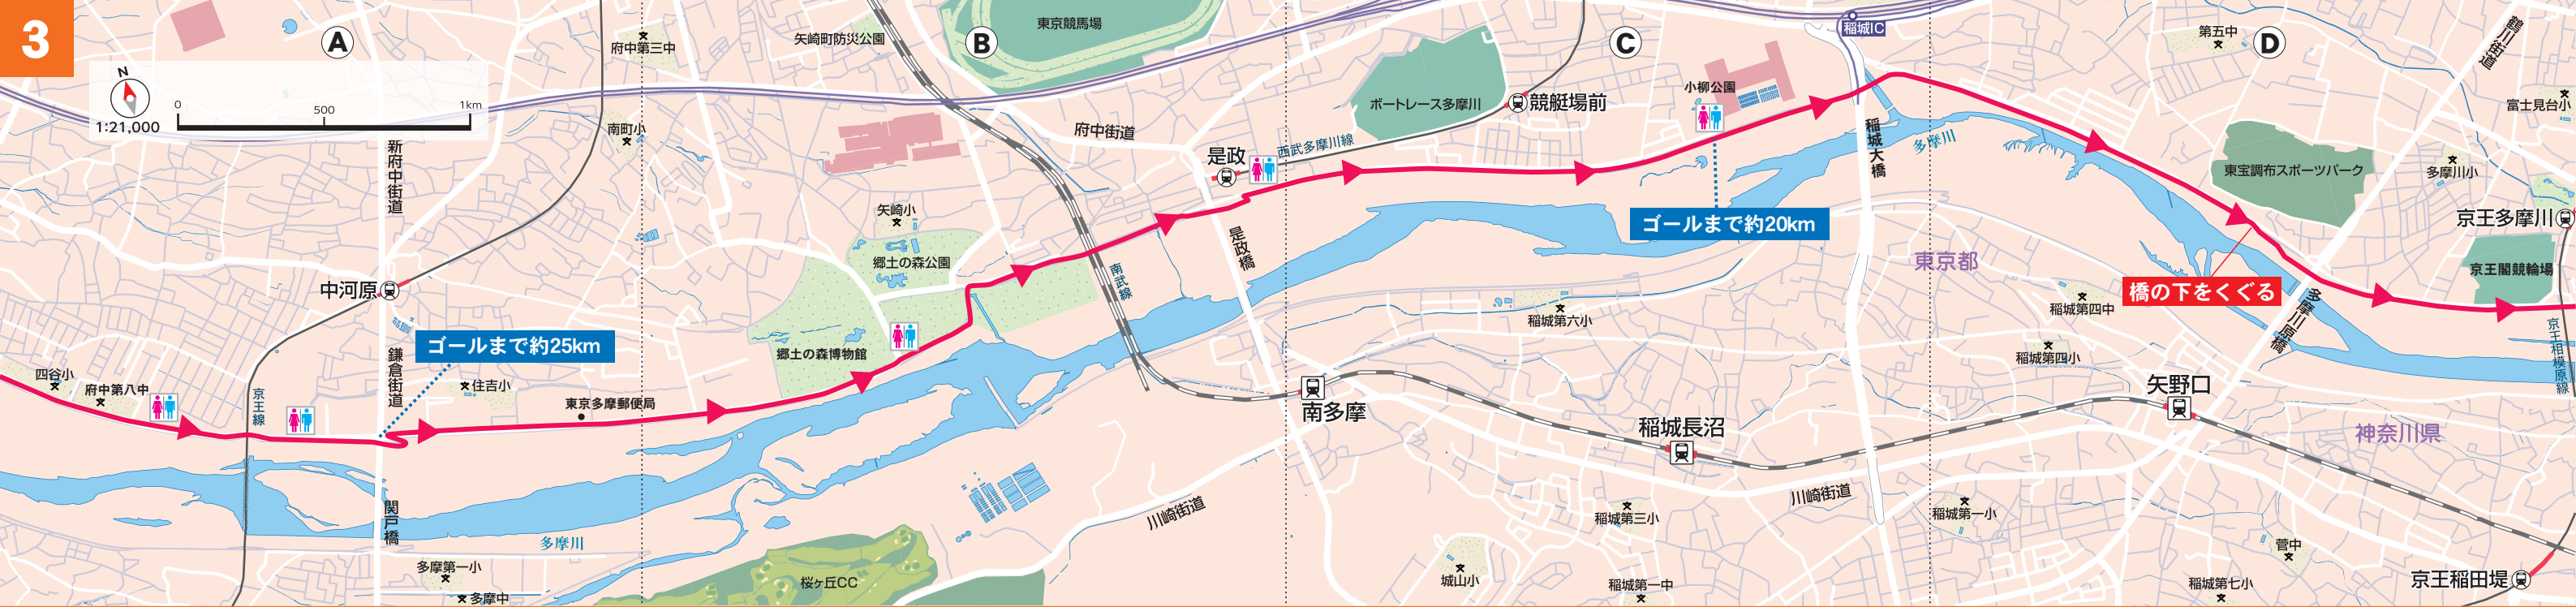 3
A
B
C
D
N
0
500
1km
1:21,000
新府中街道
中河原
ゴールまで約25km
鎌倉街道
四谷小
府中第八中
京王線
住吉小
東京多摩郵便局
関戸橋
多摩川
多摩第一小
多摩中
府中第三中
南町小
矢崎町防災公園
東京競馬場
府中街道
矢崎小
郷土の森公園
郷土の森博物館
南武線
是政
是政橋
西武多摩川線
桜ヶ丘CC
川崎街道
ボートレース多摩川
競艇場前
小柳公園
稲城IC
稲城大橋
ゴールまで約20km
稲城第六小
南多摩
稲城長沼
川崎街道
稲城第三小
城山小
稲城第一中
多摩川
東京都
第五中
鶴川街道
富士見台小
東宝調布スポーツパーク
多摩川小
京王多摩川
京王閣競輪場
橋の下をくぐる
多摩川原橋
稲城第四中
稲城第四小
矢野口
京王相模原線
神奈川県
稲城第一小
菅中
稲城第七小
京王稲田堤